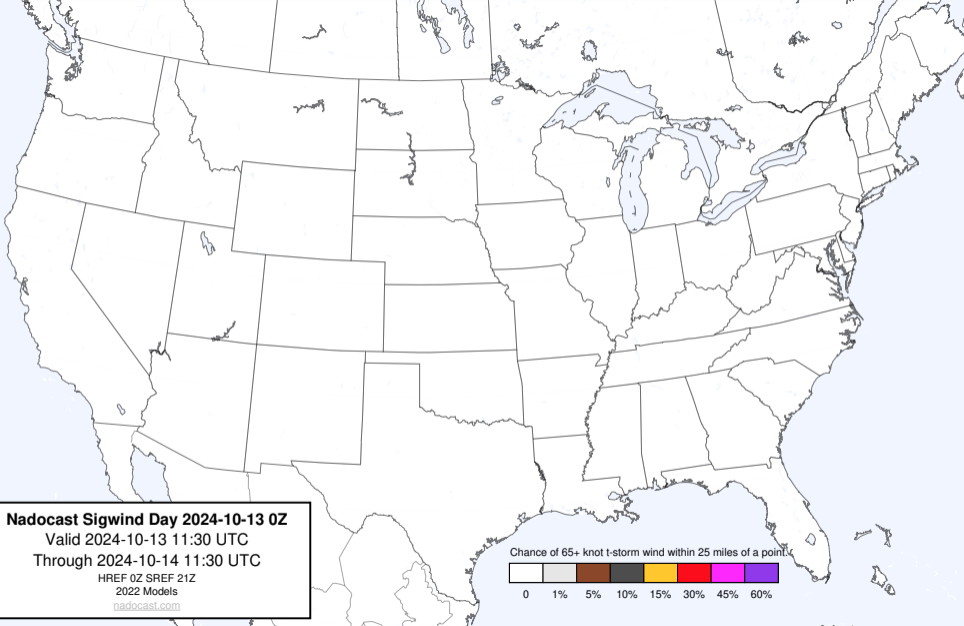 Nadocast Sigwind Day 2024-10-13 0Z
Valid 2024-10-13 11:30 UTC
Through 2024-10-14 11:30 UTC
HREF 0Z SREF 21Z
2022 Models
nadocast.com
Chance of 65+ knot t-storm wind within 25 miles of a point.
0 1% 5% 10% 15% 30% 45% 60%